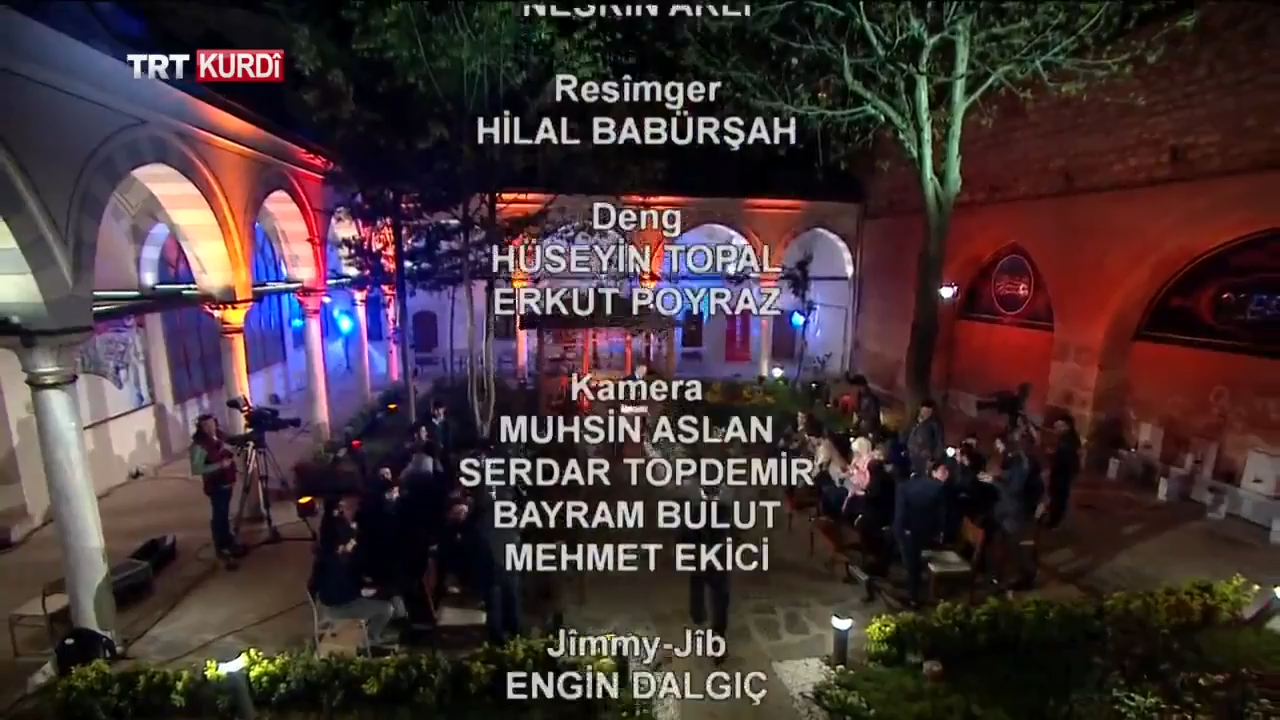 TRT KURDÎ
Resîmger
HİLAL BABÜRŞAH
Deng
HÜSEYİN TOPAL
ERKUT POYRAZ
Kamera
MUHSİN ASLAN
SERDAR TOPDEMİR
BAYRAM BULUT
MEHMET EKİCİ
Jîmmy-Jîb
ENGİN DALGIÇ